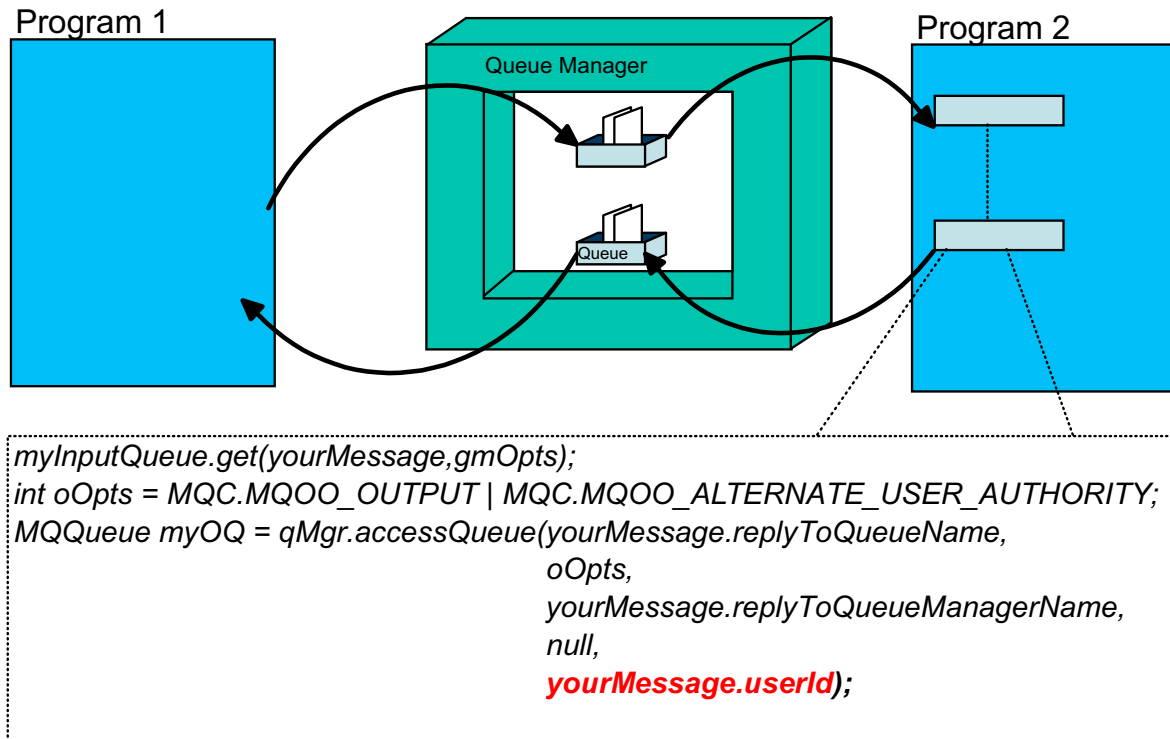 Program 1
Queue Manager
Program 2
Queue
myInputQueue.get(yourMessage,gmOpts);
int oOpts = MQC.MQOO_OUTPUT | MQC.MQOO_ALTERNATE_USER_AUTHORITY;
MQQueue myOQ = qMgr.accessQueue(yourMessage.replyToQueueName,
oOpts,
yourMessage.replyToQueueManagerName,
null,
yourMessage.userId);